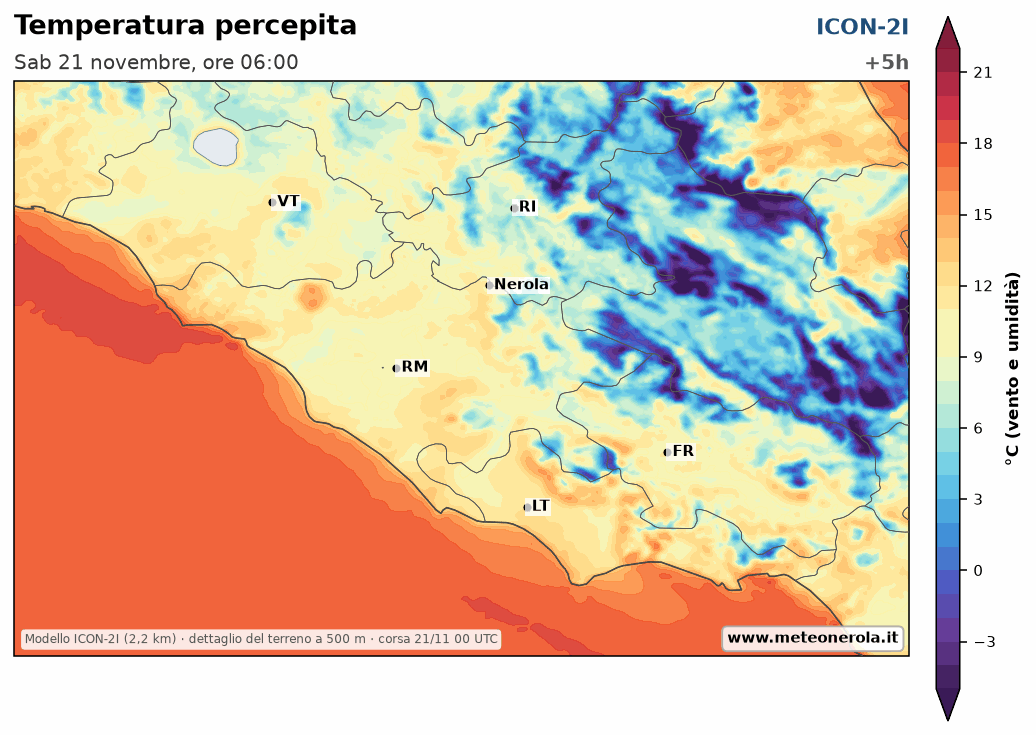 Temperatura percepita
ICON-2I
Sab 21 novembre, ore 06:00
+5h
VT
RI
Nerola
RM
FR
LT
21
18
15
12
9
6
3
0
−3
°C (vento e umidità)
Modello ICON-2I (2,2 km) · dettaglio del terreno a 500 m · corsa 21/11 00 UTC
www.meteonerola.it